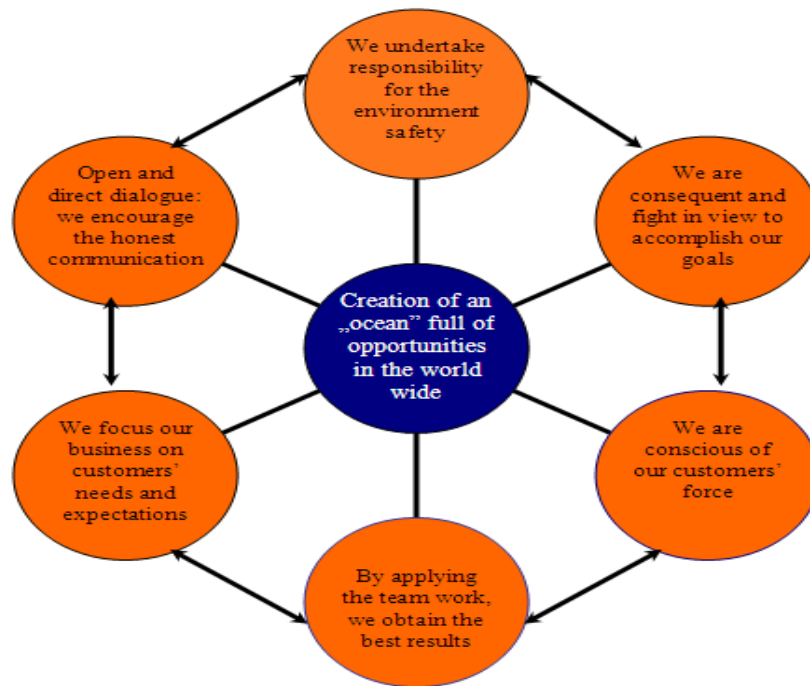 We undertake
responsibility
for the
environment
safety
Open and
direct dialogue:
we encourage
the honest
communication
We are
consequent and
fight in view to
accomplish our
goals
Creation of an
„ocean” full of
opportunities
in the world
wide
We focus our
business on
customers’
needs and
expectations
We are
conscious of
our customers’
force
By applying
the team work,
we obtain the
best results